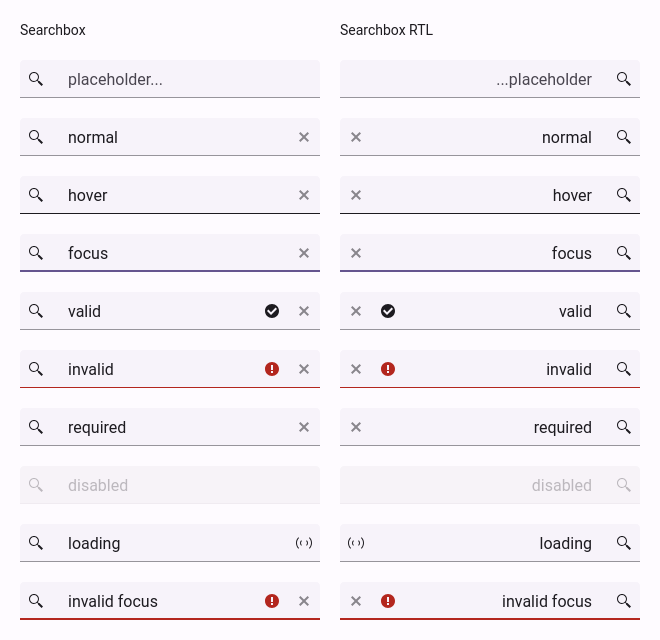 Searchbox
placeholder...
normal
hover
focus
valid
invalid
required
disabled
loading
invalid focus
Searchbox RTL
...placeholder
normal
hover
focus
valid
invalid
required
disabled
loading
invalid focus